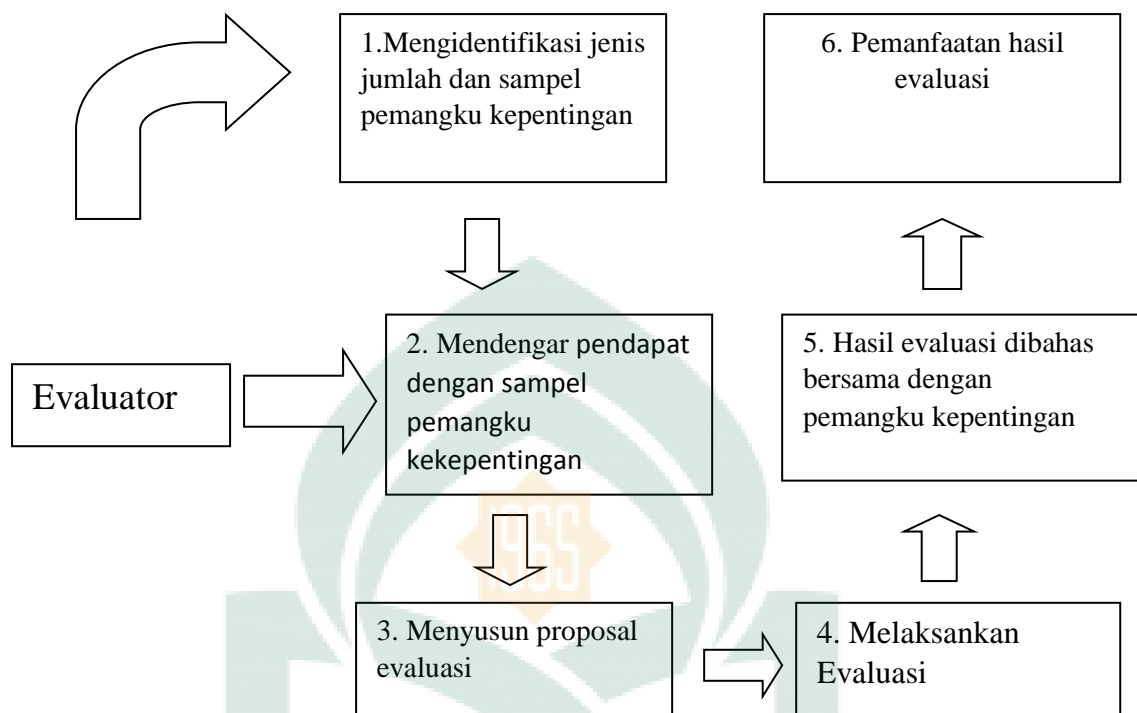 1.Mengidentifikasi jenis
jumlah dan sampel
pemangku kepentingan
6. Pemanfaatan hasil
evaluasi
Evaluator
2. Mendengar pendapat
dengan sampel
pemangku
kekepentingan
5. Hasil evaluasi dibahas
bersama dengan
pemangku kepentingan
1965
3. Menyusun proposal
evaluasi
4. Melaksankan
Evaluasi